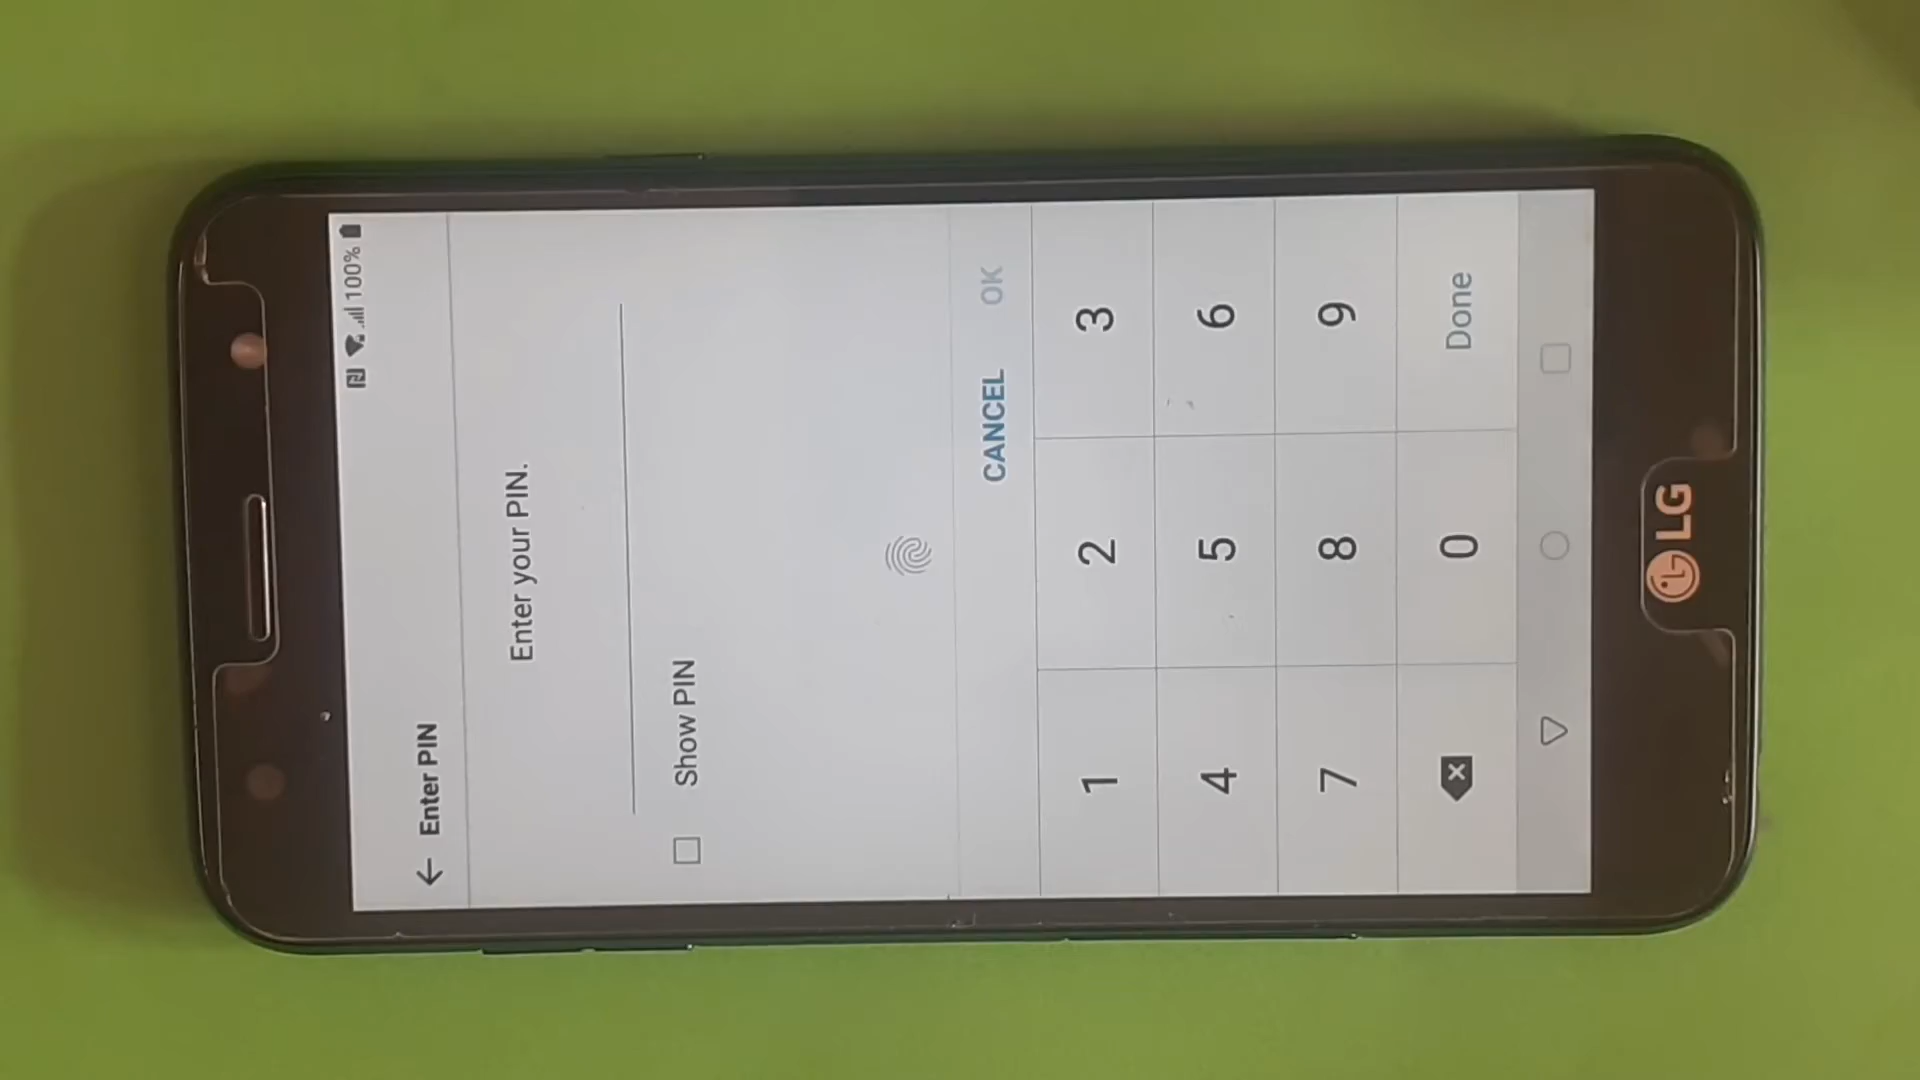 100%
Enter PIN
Enter your PIN.
Show PIN
CANCEL OK
1 2 3
4 5 6
7 8 9
0 Done
LG